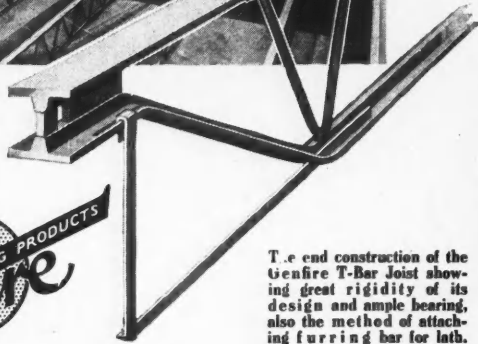 G PRODUCTS
re
T.e end construction of the
Genfire T-Bar Joist show-
ing great rigidity of its
design and ample bearing,
also the method of attach-
ing furring bar for lath.